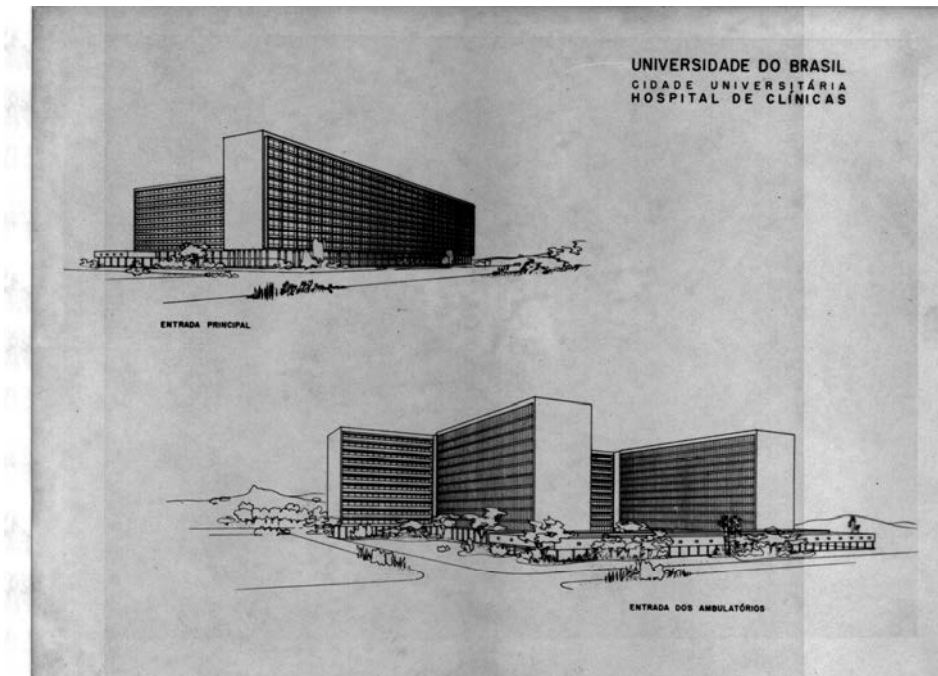 UNIVERSIDADE DO BRASIL
CIDADE UNIVERSITÁRIA
HOSPITAL DE CLÍNICAS
ENTRADA PRINCIPAL
ENTRADA DOS AMBULATÓRIOS